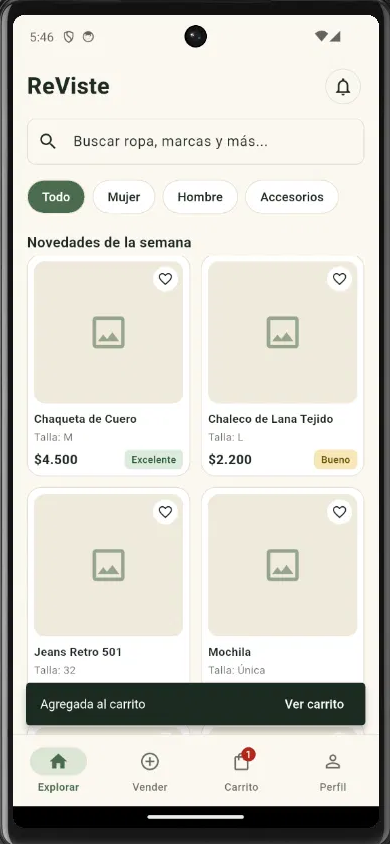 5:46
ReViste
Buscar ropa, marcas y más...
Todo Mujer Hombre Accesorios
Novedades de la semana
Chaqueta de Cuero
Talla: M
$4.500 Excelente
Chaleco de Lana Tejido
Talla: L
$2.200 Bueno
Jeans Retro 501
Talla: 32
Mochila
Talla: Única
Agregada al carrito Ver carrito
1
Explorar Vender Carrito Perfil